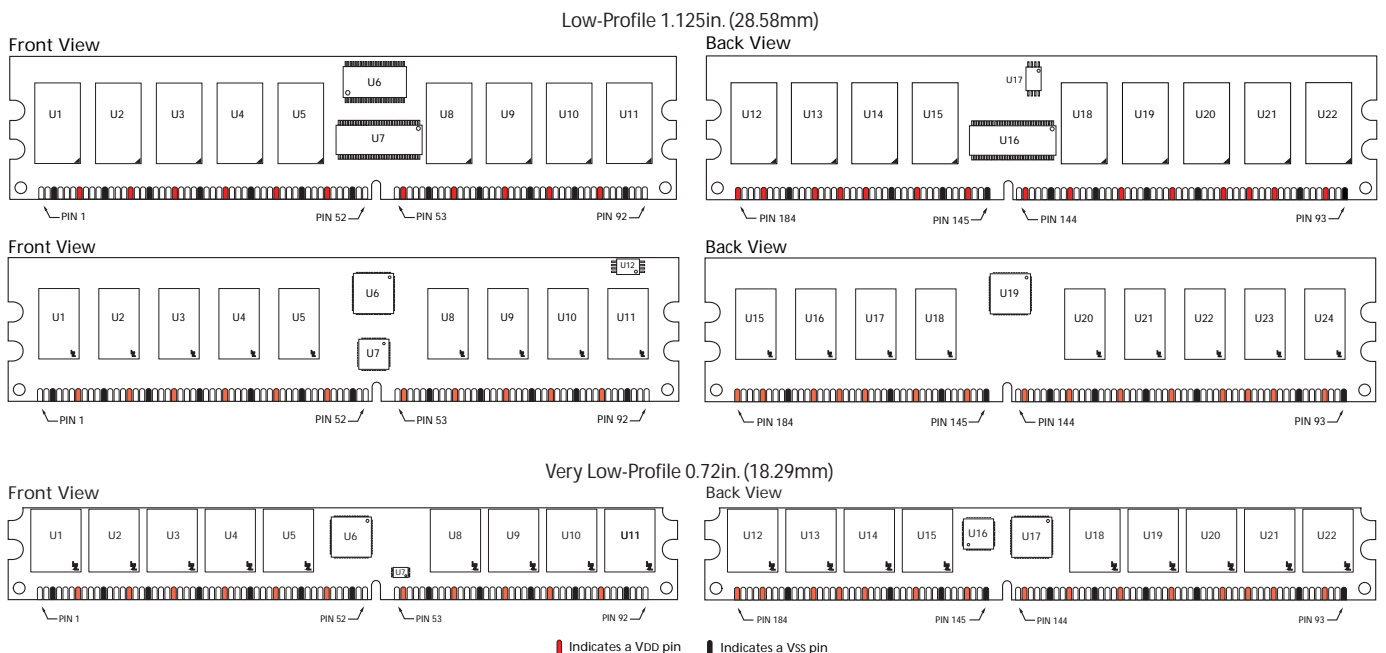 Low-Profile 1.125in. (28.58mm)
Front View
U1 U2 U3 U4 U5 U6 U7 U8 U9 U10 U11
PIN 1 PIN 52 PIN 53 PIN 92
Back View
U12 U13 U14 U15 U16 U17 U18 U19 U20 U21 U22
PIN 184 PIN 145 PIN 144 PIN 93
Front View
U1 U2 U3 U4 U5 U6 U7 U8 U9 U10 U11 U12
PIN 1 PIN 52 PIN 53 PIN 92
Back View
U15 U16 U17 U18 U19 U20 U21 U22 U23 U24
PIN 184 PIN 145 PIN 144 PIN 93
Very Low-Profile 0.72in. (18.29mm)
Front View
U1 U2 U3 U4 U5 U6 U7 U8 U9 U10 U11
PIN 1 PIN 52 PIN 53 PIN 92
Back View
U12 U13 U14 U15 U16 U17 U18 U19 U20 U21 U22
PIN 184 PIN 145 PIN 144 PIN 93
Indicates a VDD pin Indicates a VSS pin